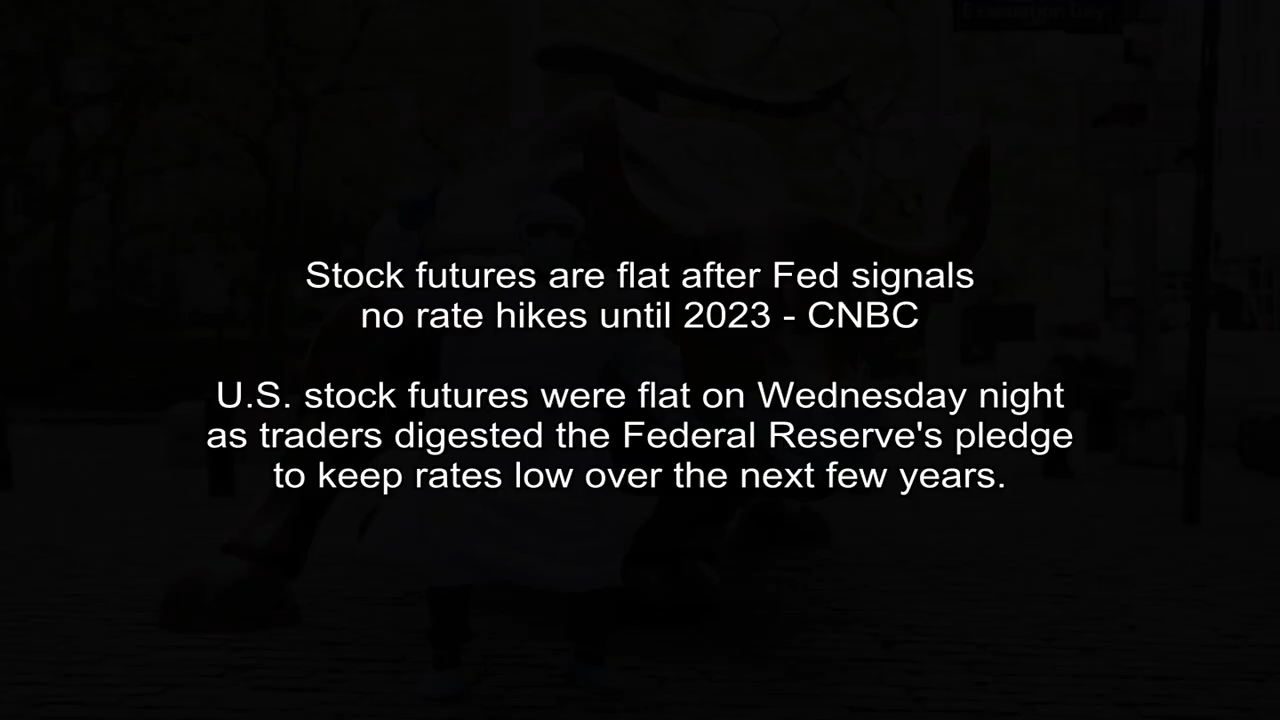 Stock futures are flat after Fed signals
no rate hikes until 2023 - CNBC
U.S. stock futures were flat on Wednesday night
as traders digested the Federal Reserve's pledge
to keep rates low over the next few years.